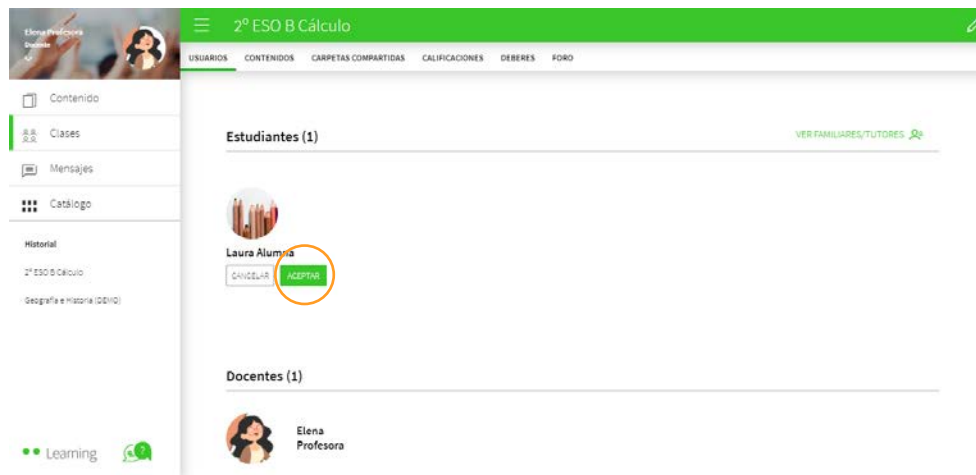 Elena Profesora
Docente
2º ESO B Cálculo
USUARIOS CONTENIDOS CARPETAS COMPARTIDAS CALIFICACIONES DEBERES FORO
Contenido
Clases
Mensajes
Catálogo
Historial
2º ESO B Cálculo
Geografía e Historia (DEMO)
Learning
?
Estudiantes (1)
VER FAMILIARES/TUTORES
Laura Alumna
CANCELAR ACEPTAR
Docentes (1)
Elena
Profesora